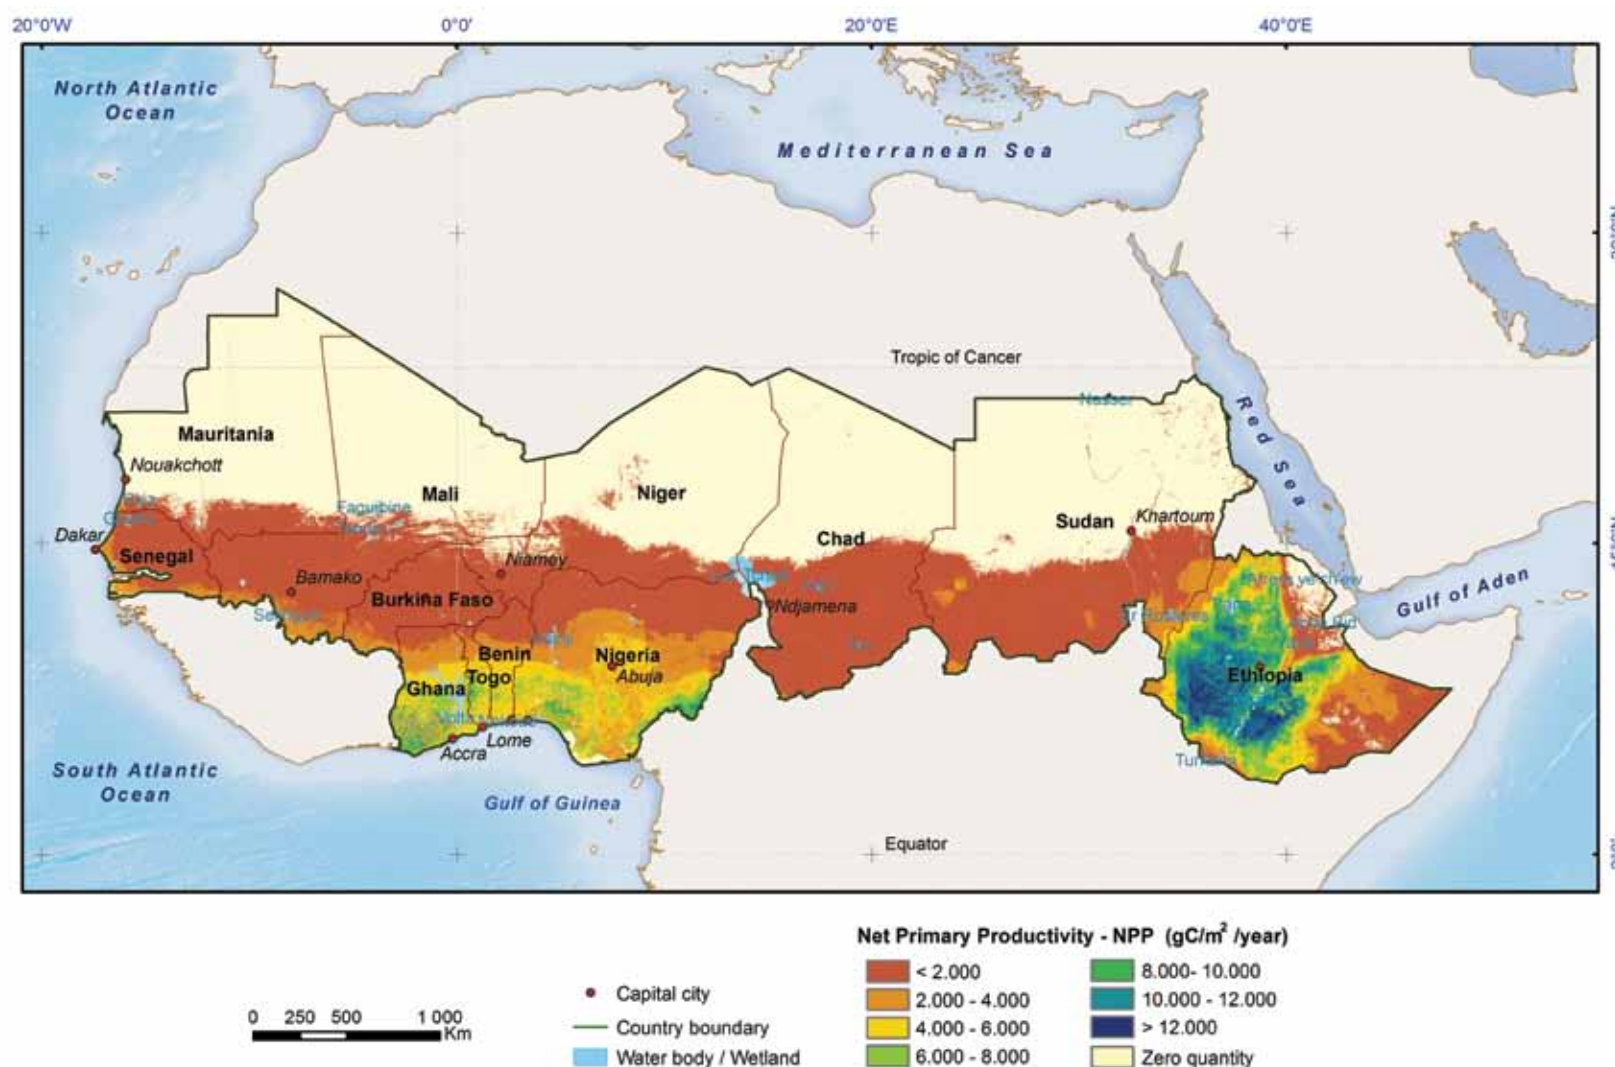 20°0'W
0°0'
20°0'E
40°0'E
North Atlantic
Ocean
Mediterranean Sea
Tropic of Cancer
Nasser
Red Sea
Mauritania
Nouakchott
Mali
Niger
Faguibine
Chad
Sudan
Khartoum
Dakar
Senegal
Niamey
Bamako
Burkina Faso
Ndjamena
15°0'N
Gulf of Aden
Benin
Nigeria
Abuja
Ghana
Togo
Ethiopia
Volta
Lome
Accra
South Atlantic
Ocean
Gulf of Guinea
Equator
Net Primary Productivity - NPP (gC/m² /year)
< 2.000
2.000 - 4.000
4.000 - 6.000
6.000 - 8.000
8.000- 10.000
10.000 - 12.000
> 12.000
Zero quantity
Capital city
Country boundary
Water body / Wetland
0 250 500 1 000
Km